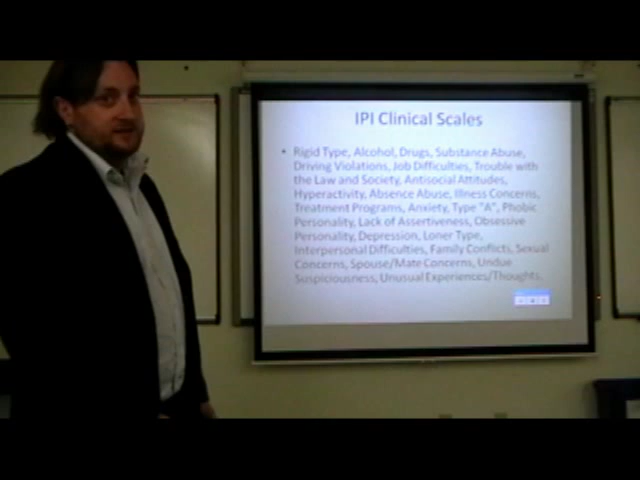 IPI Clinical Scales
• Rigid Type, Alcohol, Drugs, Substance Abuse,
Driving Violations, Job Difficulties, Trouble with
the Law and Society, Antisocial Attitudes,
Hyperactivity, Absence Abuse, Illness Concerns,
Treatment Programs, Anxiety, Type "A", Phobic
Personality, Lack of Assertiveness, Obsessive
Personality, Depression, Loner Type,
Interpersonal Difficulties, Family Conflicts, Sexual
Concerns, Spouse/Mate Concerns, Undue
Suspiciousness, Unusual Experiences/Thoughts.